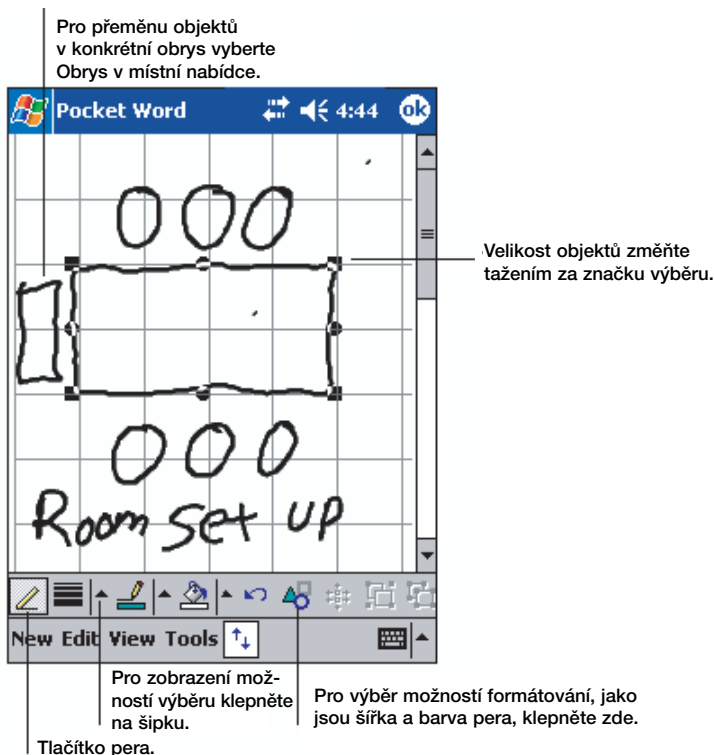 Pro přeměnu objektů
v konkrétní obrys vyberte
Obrys v místní nabídce.
Pocket Word 4:44 ok
Velikost objektů změňte
tažením za značku výběru.
Room set up
New Edit View Tools
Pro zobrazení mož-
ností výběru klepněte
na šipku.
Pro výběr možností formátování, jako
jsou šířka a barva pera, klepněte zde.
Tlačítko pera.